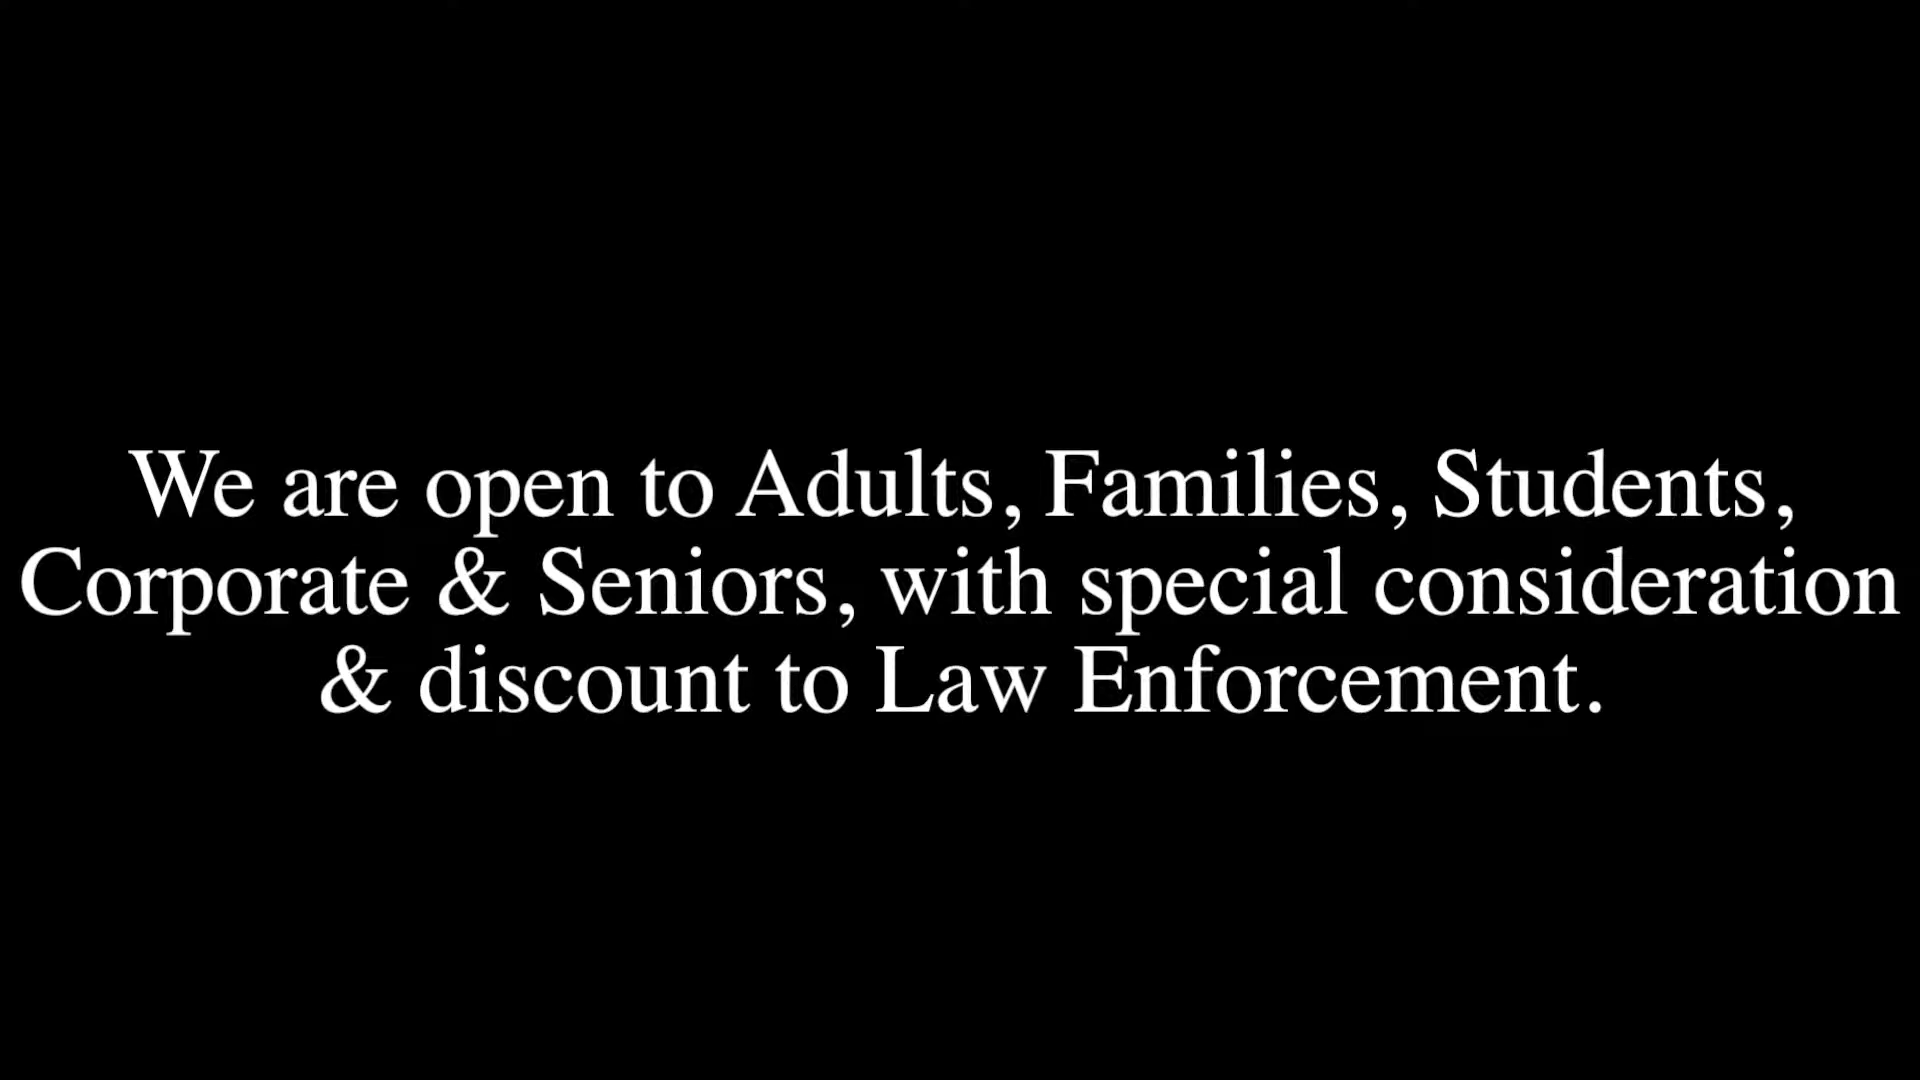 We are open to Adults, Families, Students,
Corporate & Seniors, with special consideration
& discount to Law Enforcement.